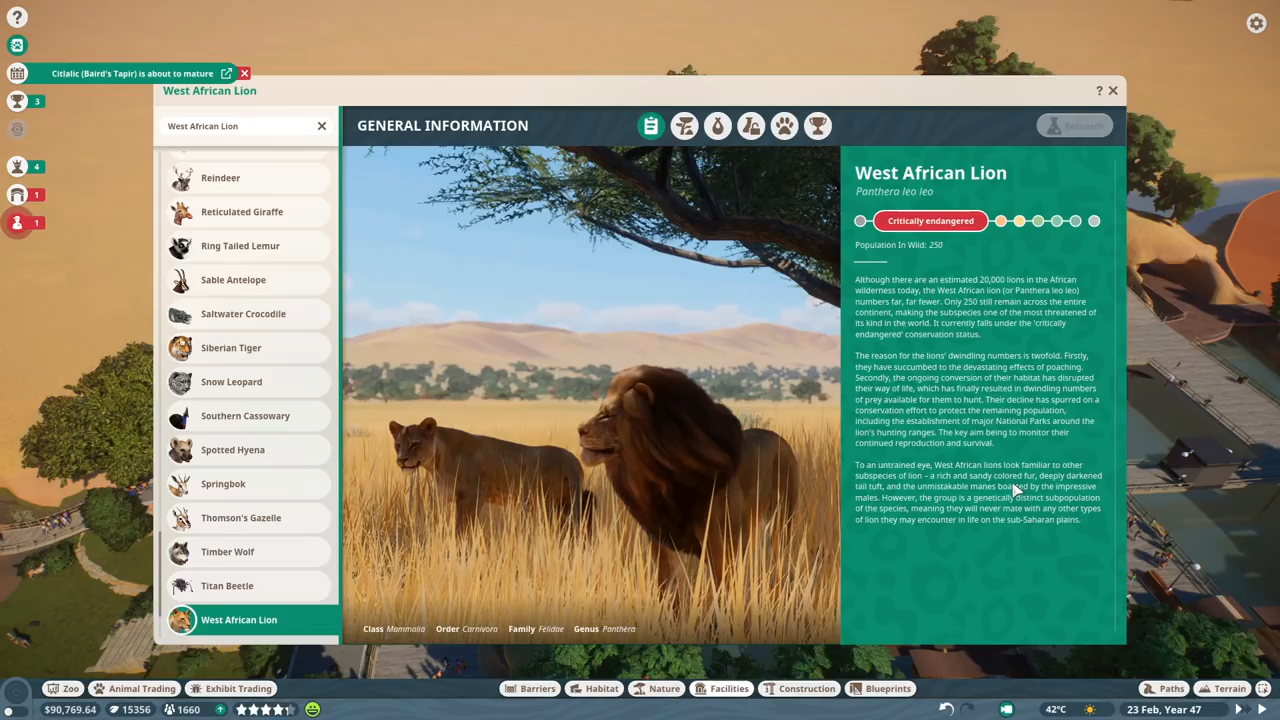 ?
Citlalic (Baird's Tapir) is about to mature
3
4
1
1
West African Lion
?
West African Lion
GENERAL INFORMATION
Research
Reindeer
Reticulated Giraffe
Ring Tailed Lemur
Sable Antelope
Saltwater Crocodile
Siberian Tiger
Snow Leopard
Southern Cassowary
Spotted Hyena
Springbok
Thomson's Gazelle
Timber Wolf
Titan Beetle
West African Lion
Class Mammalia Order Carnivora Family Felidae Genus Panthera
West African Lion
Panthera leo leo
Critically endangered
Population In Wild: 250
Although there are an estimated 20,000 lions in the African
wilderness today, the West African lion (or Panthera leo leo)
numbers far, far fewer. Only 250 still remain across the entire
continent, making the subspecies one of the most threatened of
its kind in the world. It currently falls under the 'critically
endangered' conservation status.
The reason for the lions' dwindling numbers is twofold. Firstly,
they have succumbed to the devastating effects of poaching.
Secondly, the ongoing conversion of their habitat has disrupted
their way of life, which has finally resulted in dwindling numbers
of prey available for them to hunt. Their decline has spurred on a
conservation effort to protect the remaining population,
including the establishment of major National Parks around the
lion's hunting ranges. The key aim being to monitor their
continued reproduction and survival.
To an untrained eye, West African lions look familiar to other
subspecies of lion – a rich and sandy colored fur, deeply darkened
tail tuft, and the unmistakable manes boasted by the impressive
males. However, the group is a genetically distinct subpopulation
of the species, meaning they will never mate with any other types
of lion they may encounter in life on the sub-Saharan plains.
Zoo Animal Trading Exhibit Trading Barriers Habitat Nature Facilities Construction Blueprints Paths Terrain
$90,769.64 15356 1660 42°C 23 Feb, Year 47